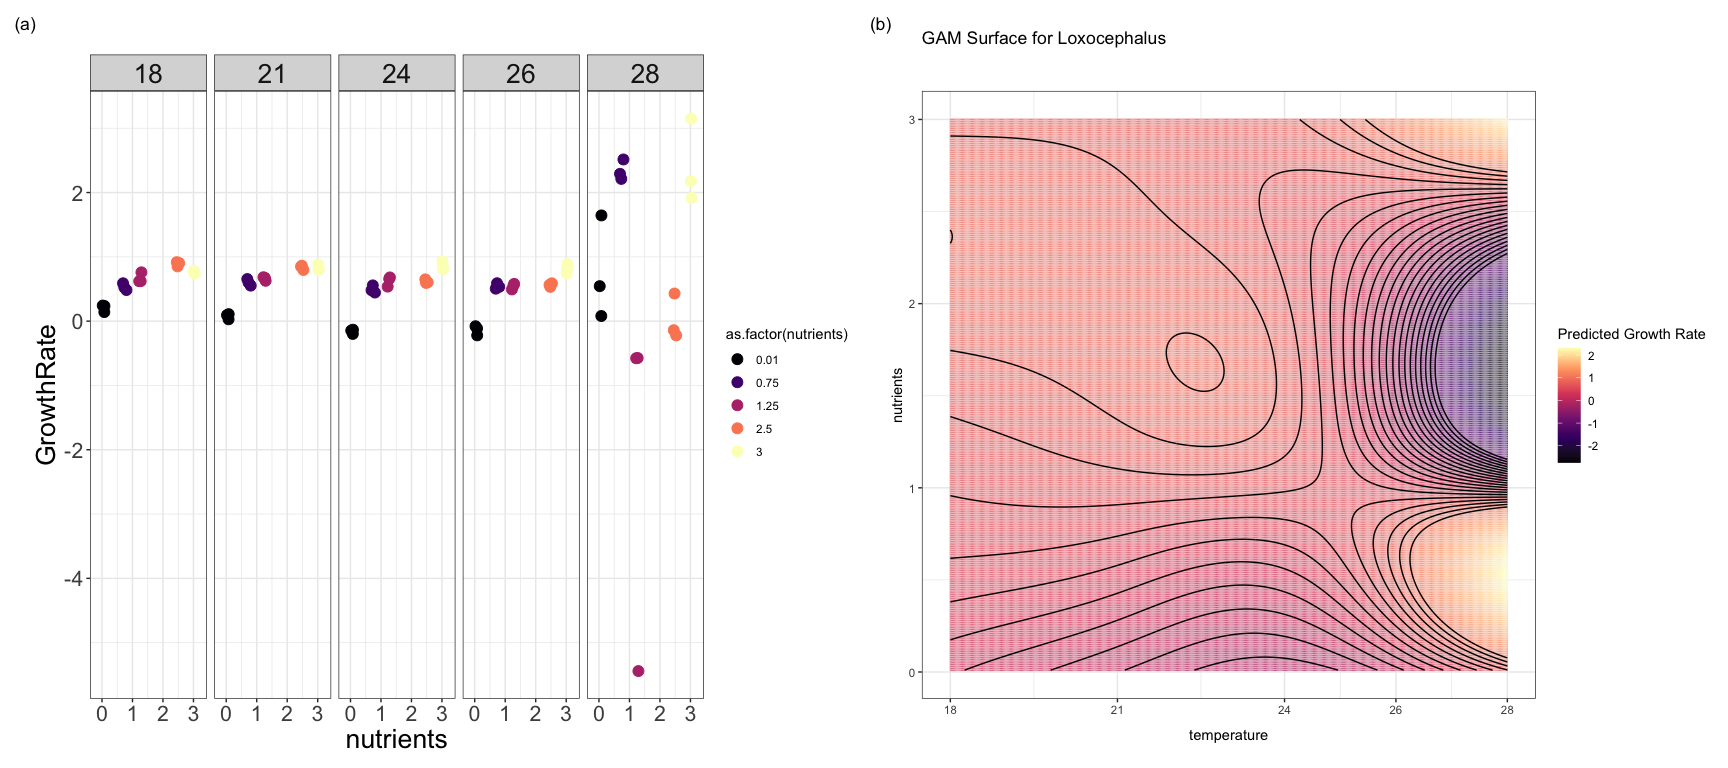 (a)
18 21 24 26 28
2
0
-2
-4
GrowthRate
0 1 2 3 0 1 2 3 0 1 2 3 0 1 2 3 0 1 2 3
nutrients
as.factor(nutrients)
0.01
0.75
1.25
2.5
3
(b)
GAM Surface for Loxocephalus
3
2
1
0
nutrients
18 21 24 26 28
temperature
Predicted Growth Rate
2
1
0
-1
-2